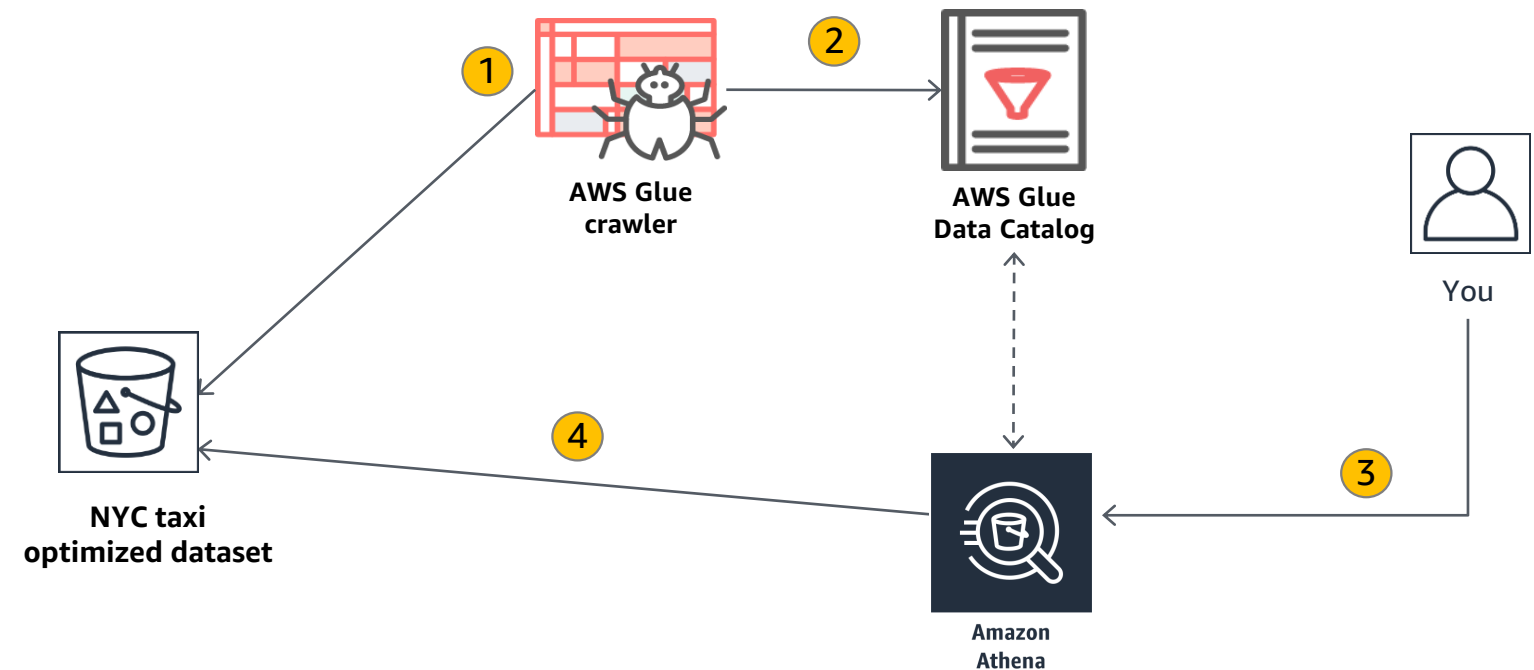 1
2
AWS Glue
crawler
AWS Glue
Data Catalog
You
NYC taxi
optimized dataset
4
3
Amazon
Athena